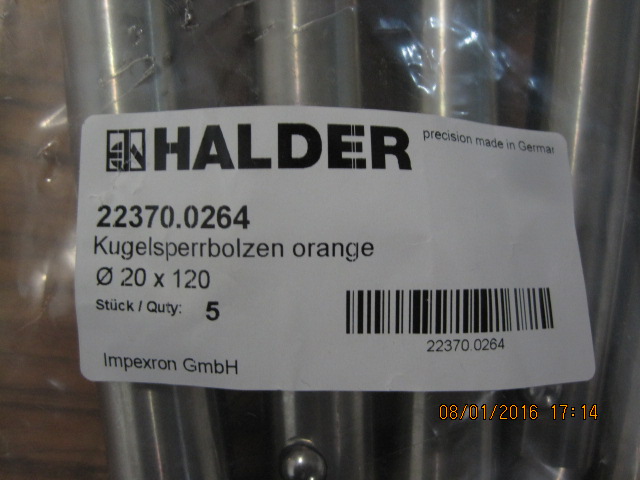 HALDER
precision made in German
22370.0264
Kugelsperrbolzen orange
Ø 20 x 120
Stück / Quty: 5
22370.0264
Impexron GmbH
08/01/2016 17:14